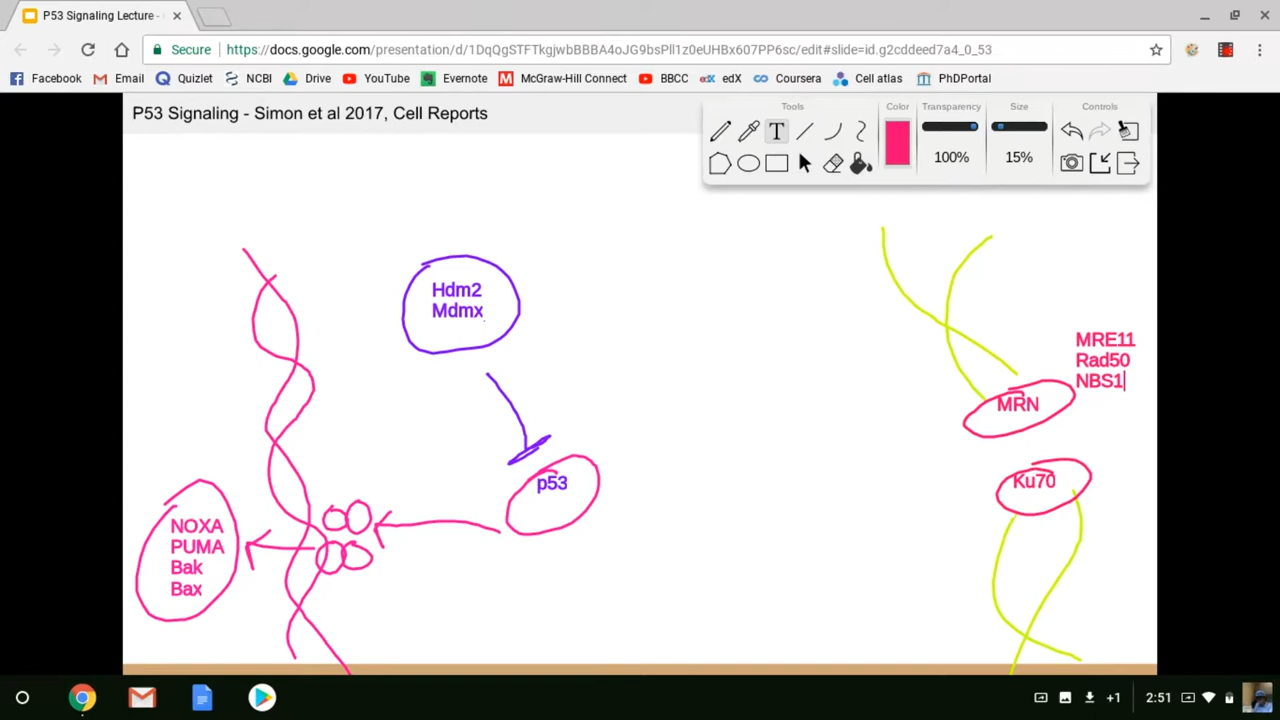 P53 Signaling Lecture -
Secure
https://docs.google.com/presentation/d/1DqQgSTFTkgjwbBBBA4oJG9bsPll1z0eUHBx607PP6sc/edit#slide=id.g2cddeed7a4_0_53
Facebook Email Quizlet NCBI Drive YouTube Evernote McGraw-Hill Connect BBCC edX Coursera Cell atlas PhDPortal
P53 Signaling - Simon et al 2017, Cell Reports
Tools Color Transparency Size Controls
T
100% 15%
Hdm2
Mdmx
MRE11
Rad50
NBS1
MRN
p53
Ku70
NOXA
PUMA
Bak
Bax
+1 2:51